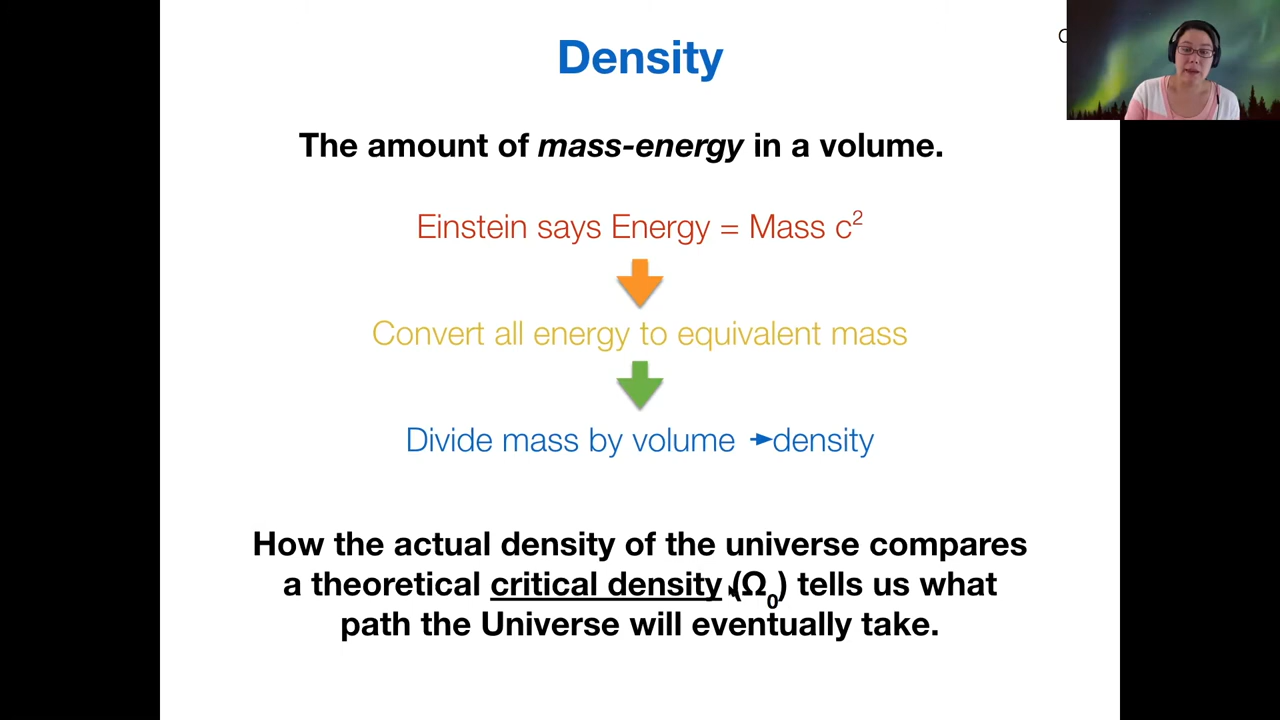 Density
The amount of mass-energy in a volume.
Einstein says Energy = Mass c²
Convert all energy to equivalent mass
Divide mass by volume ➛density
How the actual density of the universe compares
a theoretical critical density (Ω₀) tells us what
path the Universe will eventually take.